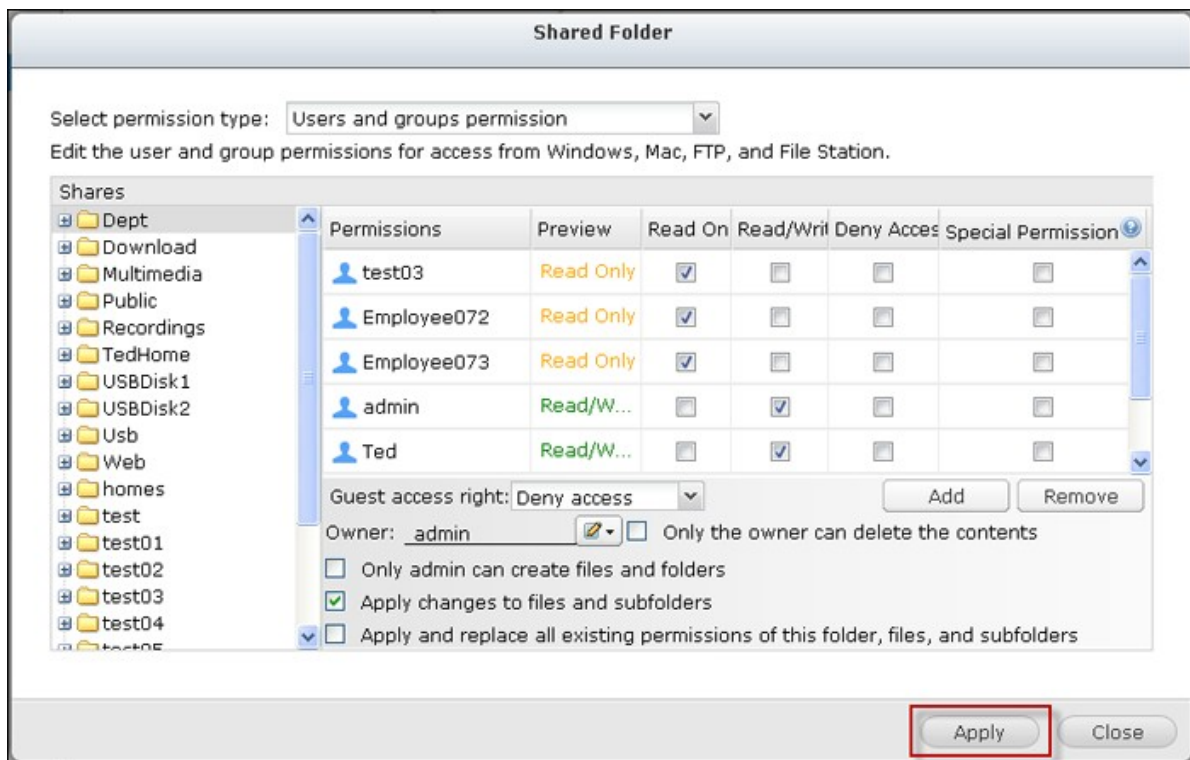 Shared Folder
Select permission type: Users and groups permission
Edit the user and group permissions for access from Windows, Mac, FTP, and File Station.
Shares
Dept
Download
Multimedia
Public
Recordings
TedHome
USBDisk1
USBDisk2
Usb
Web
homes
test
test01
test02
test03
test04
Permissions Preview Read On Read/Writ Deny Acces Special Permission
test03 Read Only
Employee072 Read Only
Employee073 Read Only
admin Read/W...
Ted Read/W...
Guest access right: Deny access Add Remove
Owner: admin Only the owner can delete the contents
Only admin can create files and folders
Apply changes to files and subfolders
Apply and replace all existing permissions of this folder, files, and subfolders
Apply Close